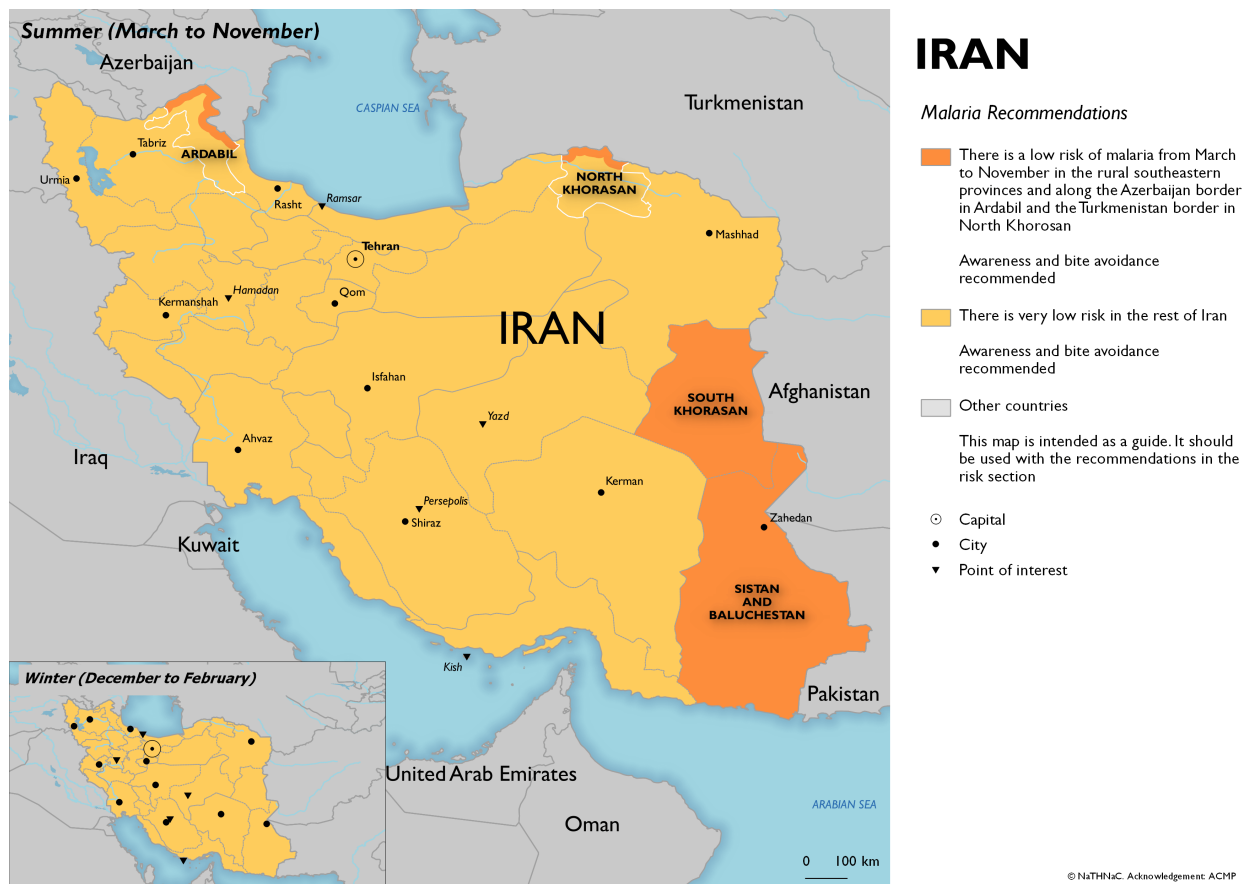 Summer (March to November)
Azerbaijan
CASPIAN SEA
Turkmenistan
Tabriz
ARDABIL
Urmia
Rasht
Ramsar
NORTH
KHORASAN
Mashhad
Tehran
Hamadan
Qom
Kermanshah
IRAN
Isfahan
Yazd
SOUTH
KHORASAN
Afghanistan
Ahvaz
Iraq
Kerman
Persepolis
Shiraz
Zahedan
Kuwait
SISTAN
AND
BALUCHESTAN
Kish
Pakistan
Winter (December to February)
United Arab Emirates
ARABIAN SEA
Oman
0 100 km
IRAN
Malaria Recommendations
There is a low risk of malaria from March
to November in the rural southeastern
provinces and along the Azerbaijan border
in Ardabil and the Turkmenistan border in
North Khorosan
Awareness and bite avoidance
recommended
There is very low risk in the rest of Iran
Awareness and bite avoidance
recommended
Other countries
This map is intended as a guide. It should
be used with the recommendations in the
risk section
Capital
City
Point of interest
© NaTHNaC. Acknowledgement: ACMP